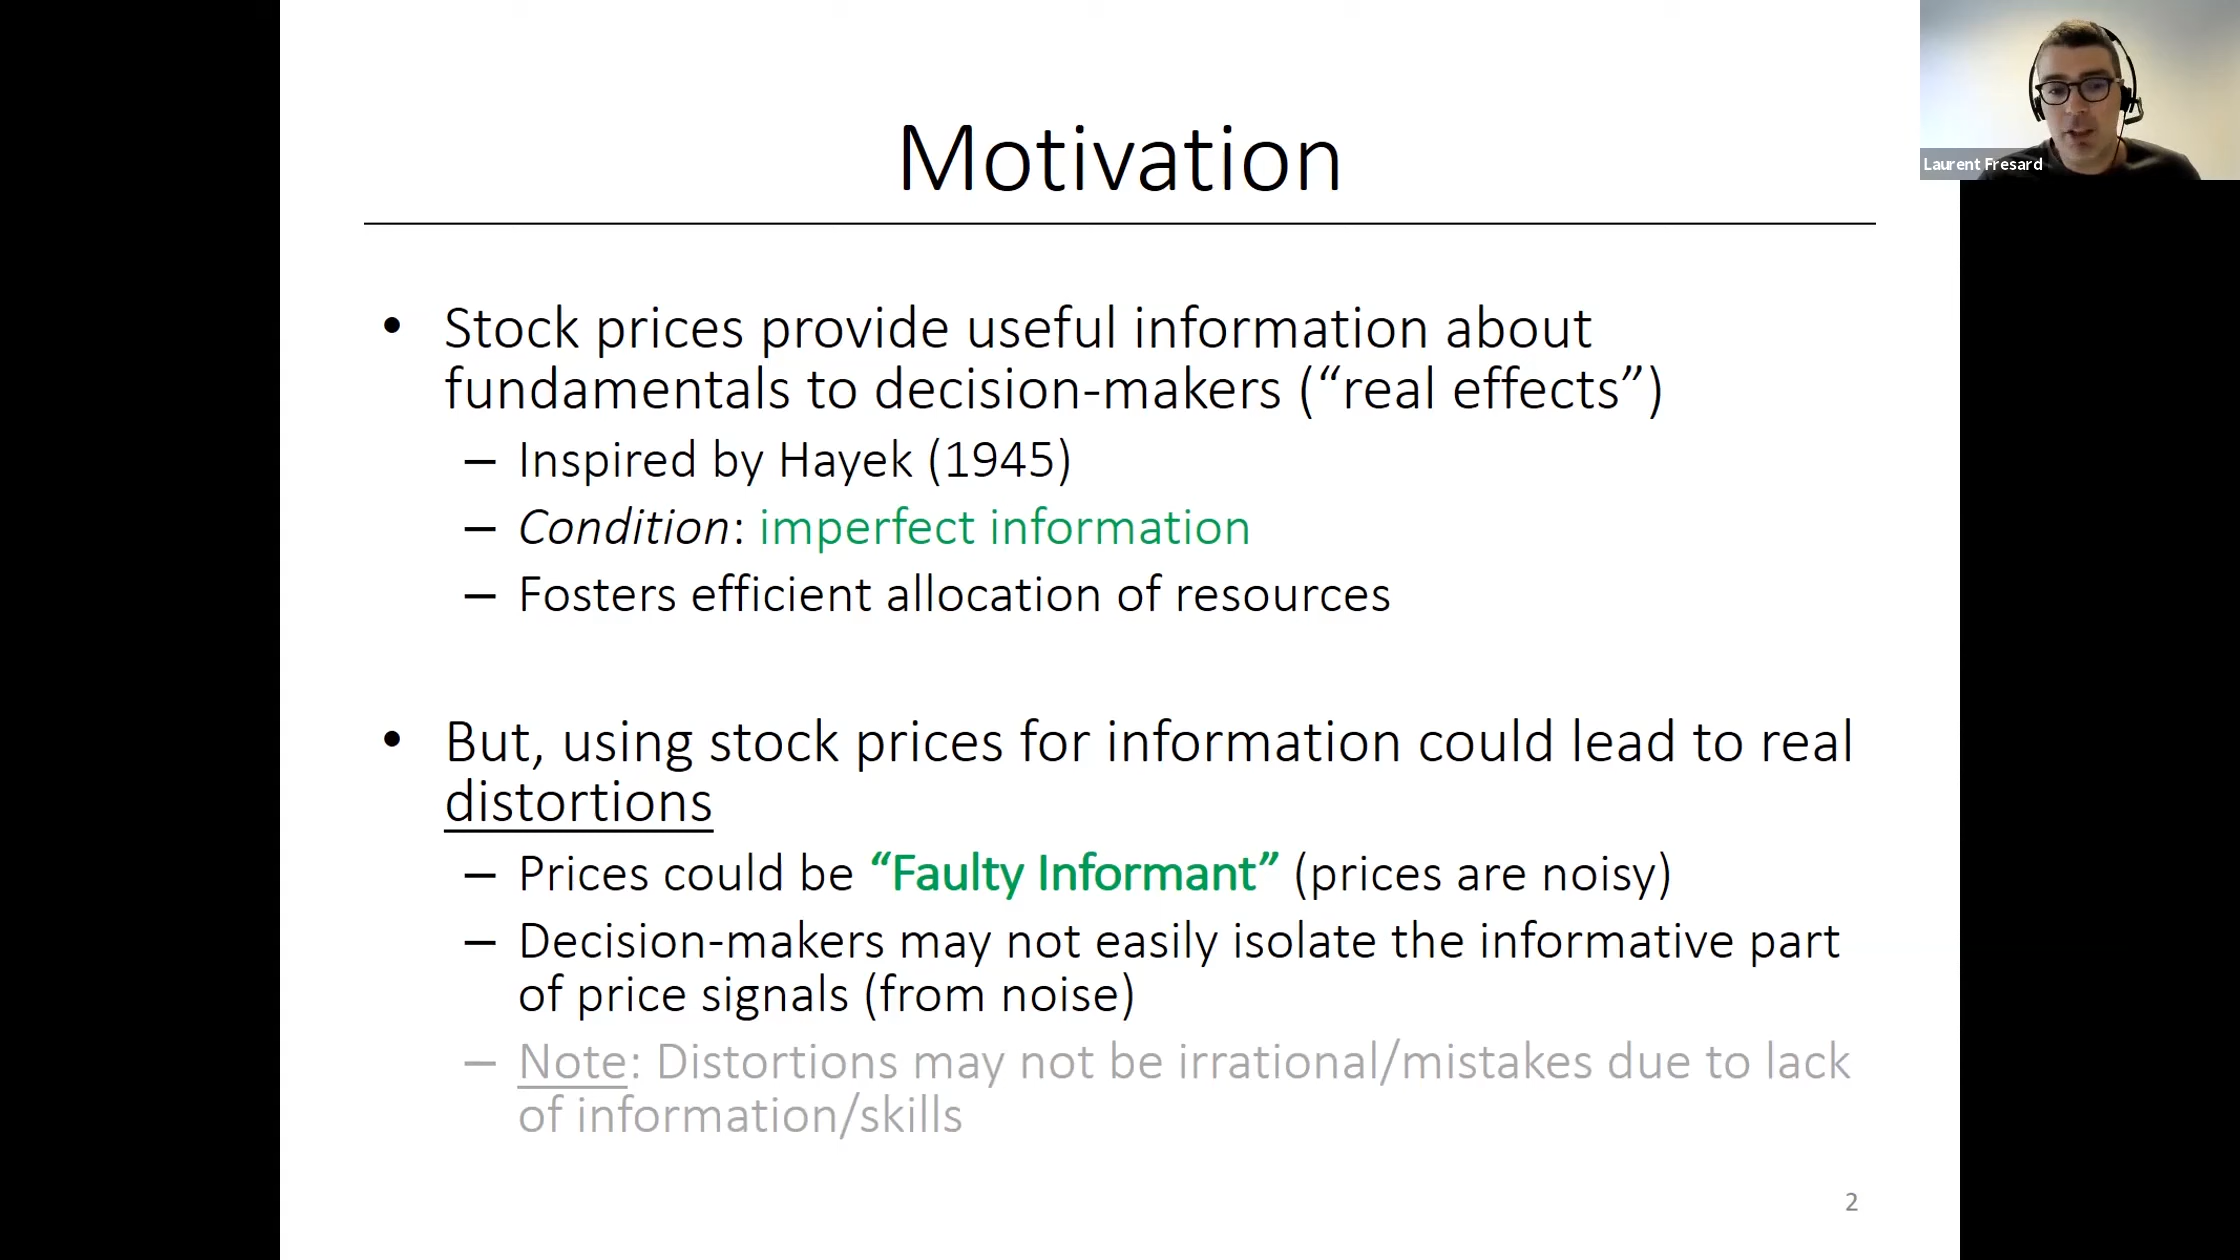 Motivation
Laurent Fresard
• Stock prices provide useful information about
fundamentals to decision-makers (“real effects”)
– Inspired by Hayek (1945)
– Condition: imperfect information
– Fosters efficient allocation of resources
• But, using stock prices for information could lead to real
distortions
– Prices could be “Faulty Informant” (prices are noisy)
– Decision-makers may not easily isolate the informative part
of price signals (from noise)
– Note: Distortions may not be irrational/mistakes due to lack
of information/skills
2